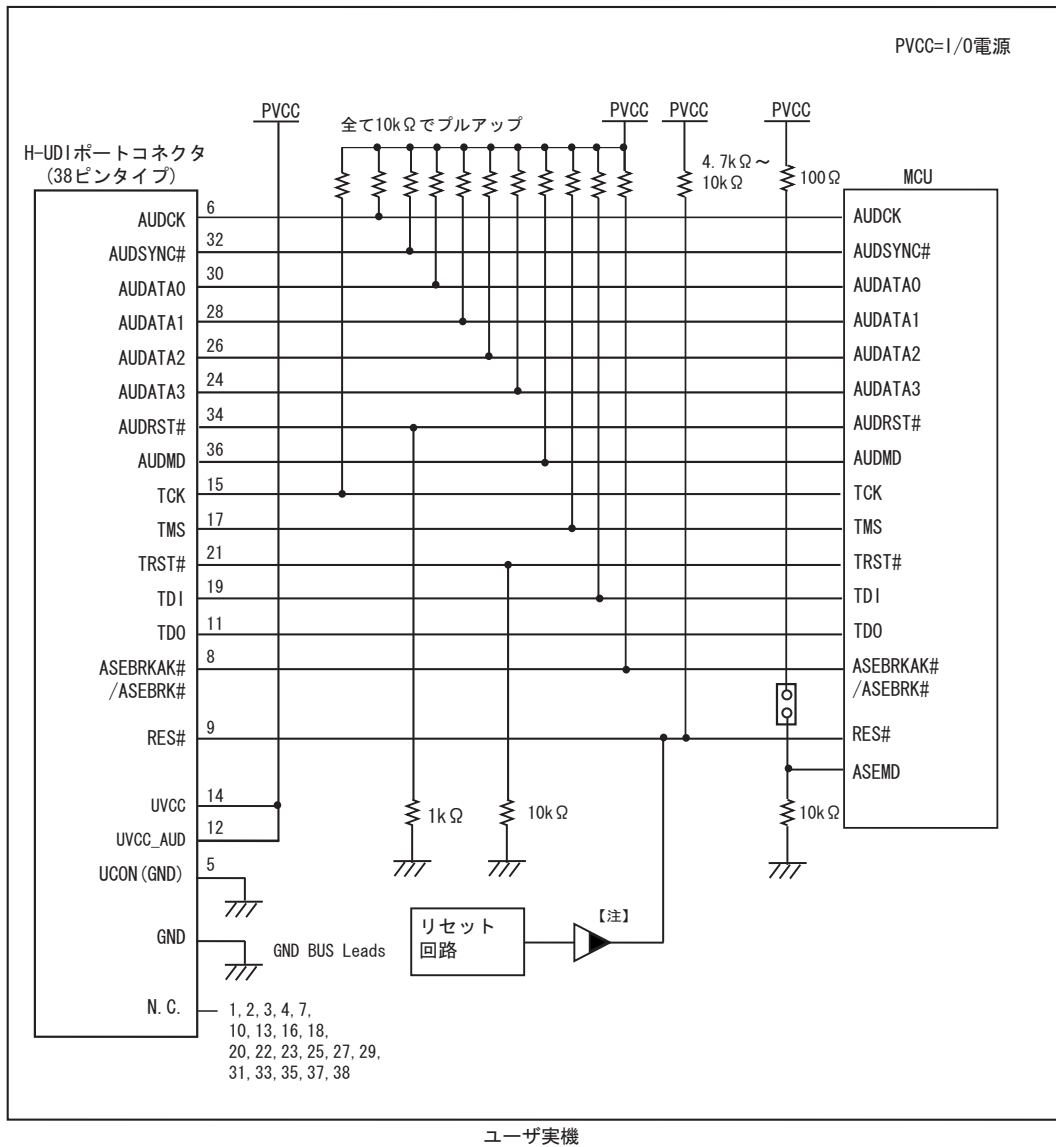 PVCC=I/O電源
PVCC
全て10kΩでプルアップ
PVCC
PVCC
PVCC
H-UDIポートコネクタ
(38ピンタイプ)
4.7kΩ～
10kΩ
100Ω
MCU
AUDCK
6
AUDCK
AUDSYNC#
32
AUDSYNC#
AUDATA0
30
AUDATA0
AUDATA1
28
AUDATA1
AUDATA2
26
AUDATA2
AUDATA3
24
AUDATA3
AUDRST#
34
AUDRST#
AUDMD
36
AUDMD
TCK
15
TCK
TMS
17
TMS
TRST#
21
TRST#
TDI
19
TDI
TDO
11
TDO
ASEBRKAK#
/ASEBRK#
8
ASEBRKAK#
/ASEBRK#
RES#
9
RES#
ASEMD
UVCC
14
1kΩ
10kΩ
10kΩ
UVCC_AUD
12
UCON(GND)
5
GND
GND BUS Leads
リセット
回路
【注】
N.C.
1, 2, 3, 4, 7,
10, 13, 16, 18,
20, 22, 23, 25, 27, 29,
31, 33, 35, 37, 38
ユーザ実機